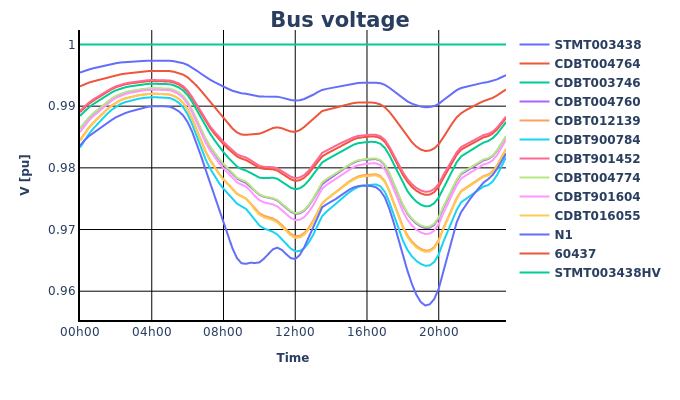 Bus voltage
V [pu]
1
0.99
0.98
0.97
0.96
00h00 04h00 08h00 12h00 16h00 20h00
Time
STMT003438
CDBT004764
CDBT003746
CDBT004760
CDBT012139
CDBT900784
CDBT901452
CDBT004774
CDBT901604
CDBT016055
N1
60437
STMT003438HV